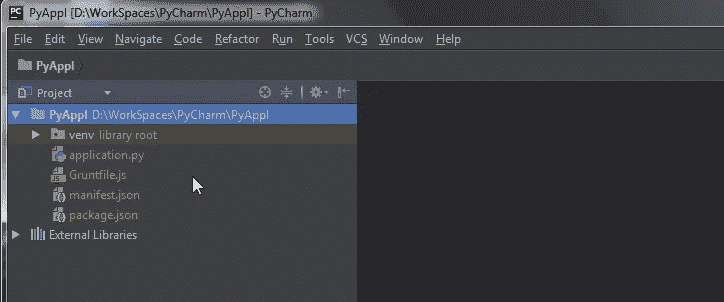 PC PyAppl [D:\WorkSpaces\PyCharm\PyAppl] - PyCharm
File Edit View Navigate Code Refactor Run Tools VCS Window Help
PyAppl
Project
PyAppl D:\WorkSpaces\PyCharm\PyAppl
venv library root
application.py
JS Gruntfile.js
manifest.json
package.json
External Libraries